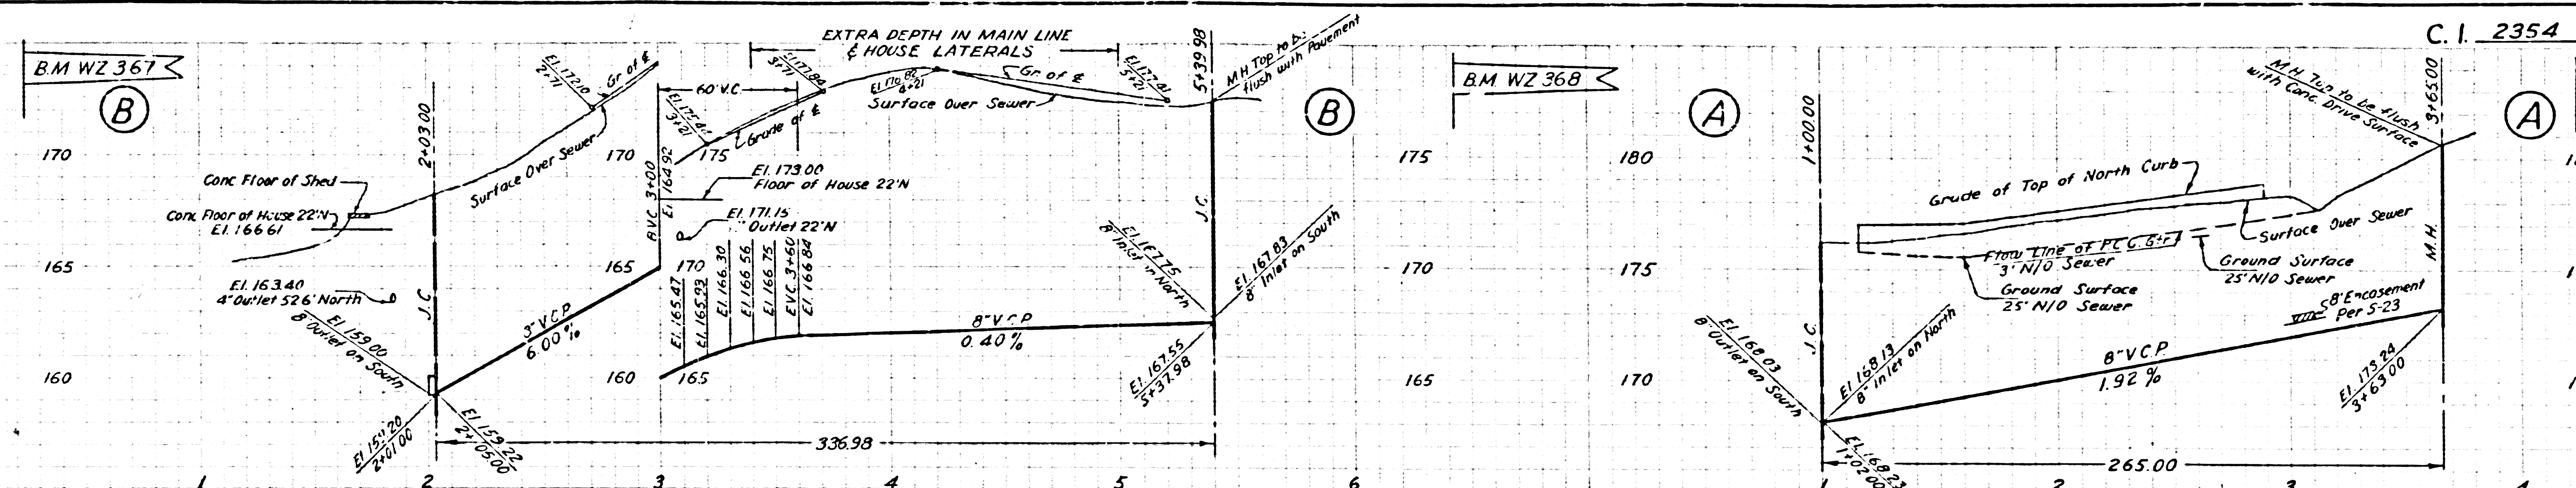 C. I. 2354
B.M WZ 367
B
170
165
160
Conc Floor of Shed
Conc Floor of House 22'N
El. 166 61
El. 163.40
4" Outlet 52 6' North
El. 159.00
8" Outlet on South
2+03.00
J.C.
El. 172.10
2+71
Gr of ℄
Surface Over Sewer
3" V.C.P
6.00 %
2+01.00
El. 159.22
2+05.00
336.98
170
165
160
B.V.C. 3+00
El 164 92
175
170
165
60' V.C.
3+21
Grade of ℄
EXTRA DEPTH IN MAIN LINE
& HOUSE LATERALS
El. 177.84
4+21
Surface Over Sewer
Gr. of ℄
El. 177.41
5+21
El. 173.00
Floor of House 22'N
El. 171.15
Outlet 22'N
El. 165.47
El. 166.30
El. 166 56
El. 166 75
EVC. 3+60
El. 166 84
8" V.C.P
0.40 %
5+39.98
J.C.
M H Top to be
flush with Pavement
El. 167.75
8" Inlet on North
El. 167.83
8" Inlet on South
El. 167.55
5+37.98
B
175
170
165
1
2
3
4
5
6
B.M WZ 368
A
180
175
170
1+00.00
J.C.
El. 168.03
8" Outlet on South
El 168.13
8" Inlet on North
El. 168.23
1+02.00
Grade of Top of North Curb
Flow Line of P.C.C. Gtr
3' N/O Sewer
Ground Surface
25' N/O Sewer
Surface Over Sewer
Ground Surface
25' N/O Sewer
8' Encasement
Per S-23
8" V.C.P.
1.92 %
M.H. Top to be flush
with Conc. Drive Surface
3+65.00
M.H.
El. 173.24
3+63 00
265.00
A
1
2
3
4